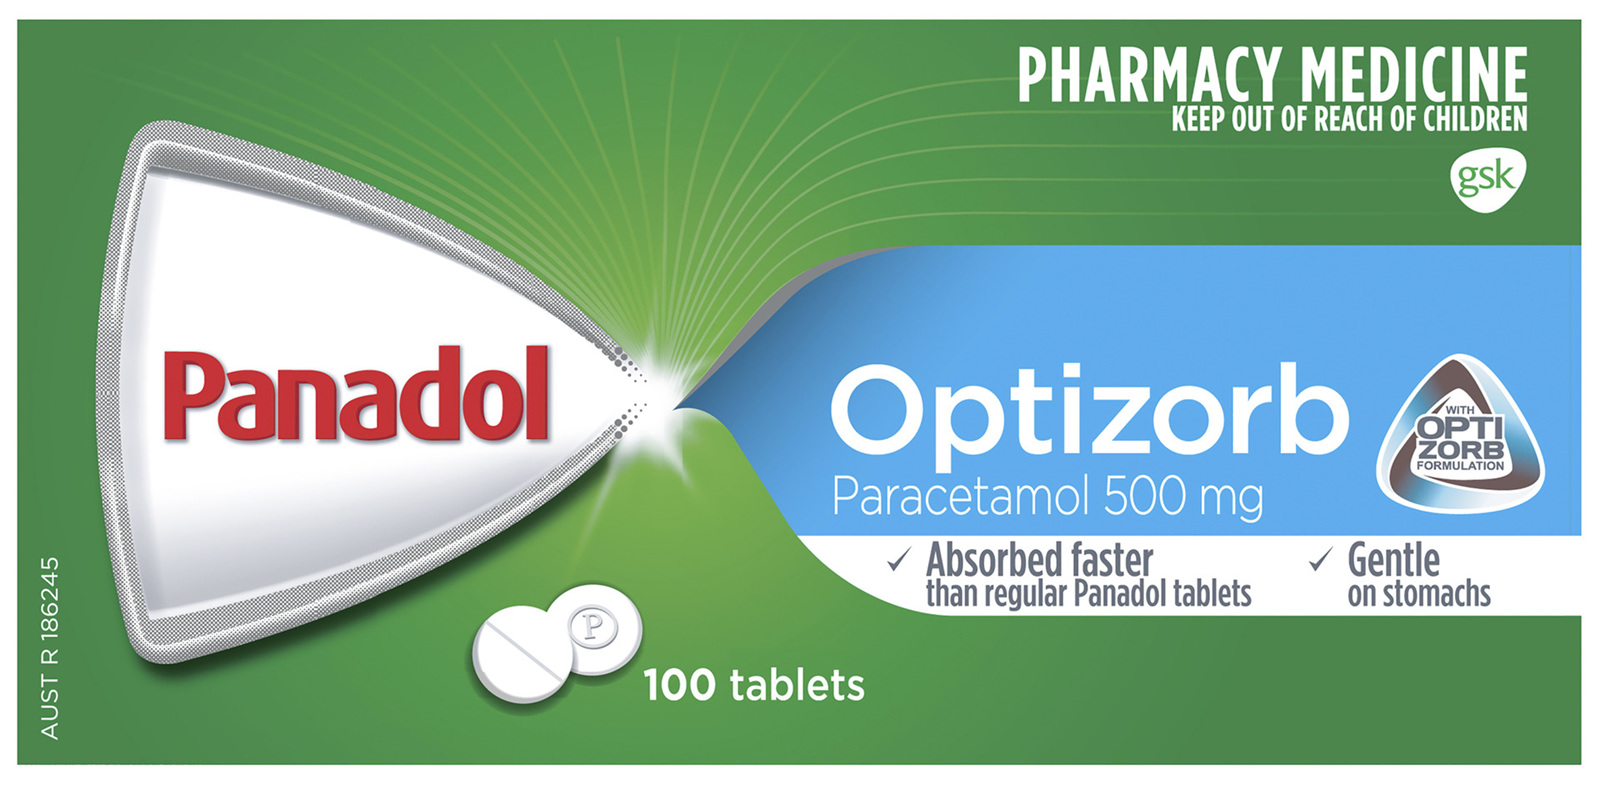 PHARMACY MEDICINE
KEEP OUT OF REACH OF CHILDREN
gsk
Panadol
Optizorb
Paracetamol 500 mg
WITH
OPTI
ZORB
FORMULATION
✓ Absorbed faster
than regular Panadol tablets
✓ Gentle
on stomachs
P
100 tablets
AUST R 186245